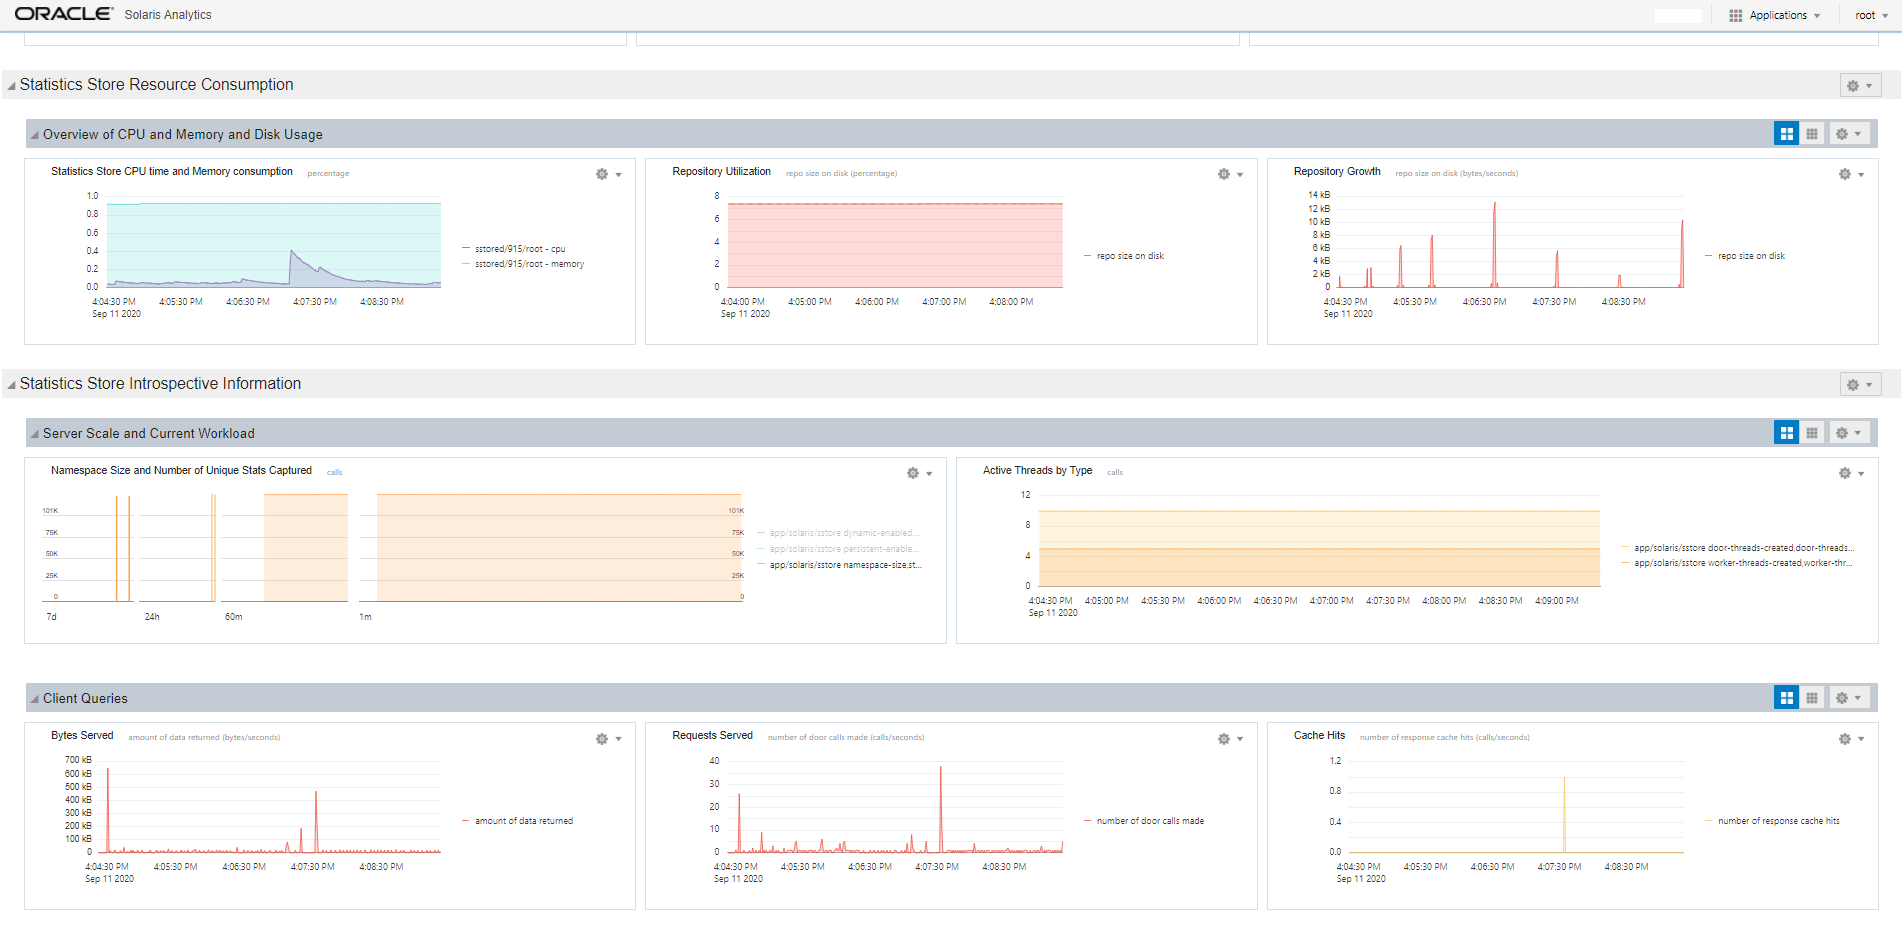 ORACLE Solaris Analytics
Applications
root
Statistics Store Resource Consumption
Overview of CPU and Memory and Disk Usage
Statistics Store CPU time and Memory consumption percentage
1.0
0.8
0.6
0.4
0.2
0.0
4:04:30 PM 4:05:30 PM 4:06:30 PM 4:07:30 PM 4:08:30 PM
Sep 11 2020
sstored/915/root - cpu
sstored/915/root - memory
Repository Utilization repo size on disk (percentage)
8
6
4
2
0
4:04:00 PM 4:05:00 PM 4:06:00 PM 4:07:00 PM 4:08:00 PM
Sep 11 2020
repo size on disk
Repository Growth repo size on disk (bytes/seconds)
14 kB
12 kB
10 kB
8 kB
6 kB
4 kB
2 kB
0
4:04:30 PM 4:05:30 PM 4:06:30 PM 4:07:30 PM 4:08:30 PM
Sep 11 2020
repo size on disk
Statistics Store Introspective Information
Server Scale and Current Workload
Namespace Size and Number of Unique Stats Captured calls
101K 101K
75K 75K
50K 50K
25K 25K
0 0
7d 24h 60m 1m
app/solaris/sstore dynamic-enabled,...
app/solaris/sstore persistent-enable...
app/solaris/sstore namespace-size,st...
Active Threads by Type calls
12
8
4
0
4:04:30 PM 4:05:00 PM 4:05:30 PM 4:06:00 PM 4:06:30 PM 4:07:00 PM 4:07:30 PM 4:08:00 PM 4:08:30 PM 4:09:00 PM
Sep 11 2020
app/solaris/sstore door-threads-created,door-threads...
app/solaris/sstore worker-threads-created,worker-thr...
Client Queries
Bytes Served amount of data returned (bytes/seconds)
700 kB
600 kB
500 kB
400 kB
300 kB
200 kB
100 kB
0
4:04:30 PM 4:05:30 PM 4:06:30 PM 4:07:30 PM 4:08:30 PM
Sep 11 2020
amount of data returned
Requests Served number of door calls made (calls/seconds)
40
30
20
10
0
4:04:30 PM 4:05:30 PM 4:06:30 PM 4:07:30 PM 4:08:30 PM
Sep 11 2020
number of door calls made
Cache Hits number of response cache hits (calls/seconds)
1.2
0.8
0.4
0.0
4:04:30 PM 4:05:30 PM 4:06:30 PM 4:07:30 PM 4:08:30 PM
Sep 11 2020
number of response cache hits